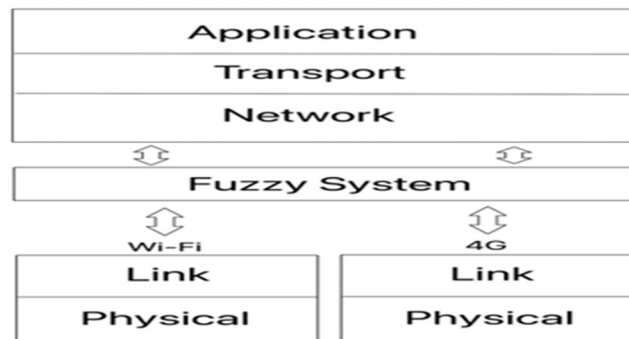 Application
Transport
Network
Fuzzy System
Wi-Fi
4G
Link
Link
Physical
Physical